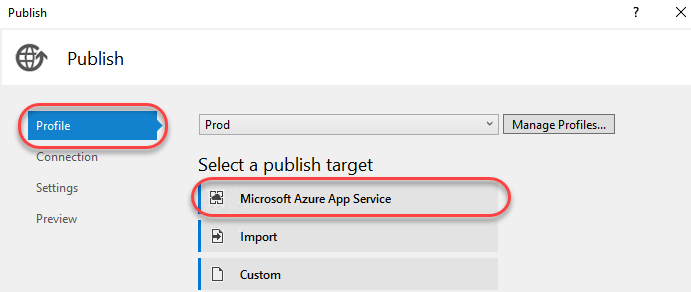 Publish
?
Publish
Profile
Prod
Manage Profiles...
Connection
Select a publish target
Settings
Microsoft Azure App Service
Preview
Import
Custom